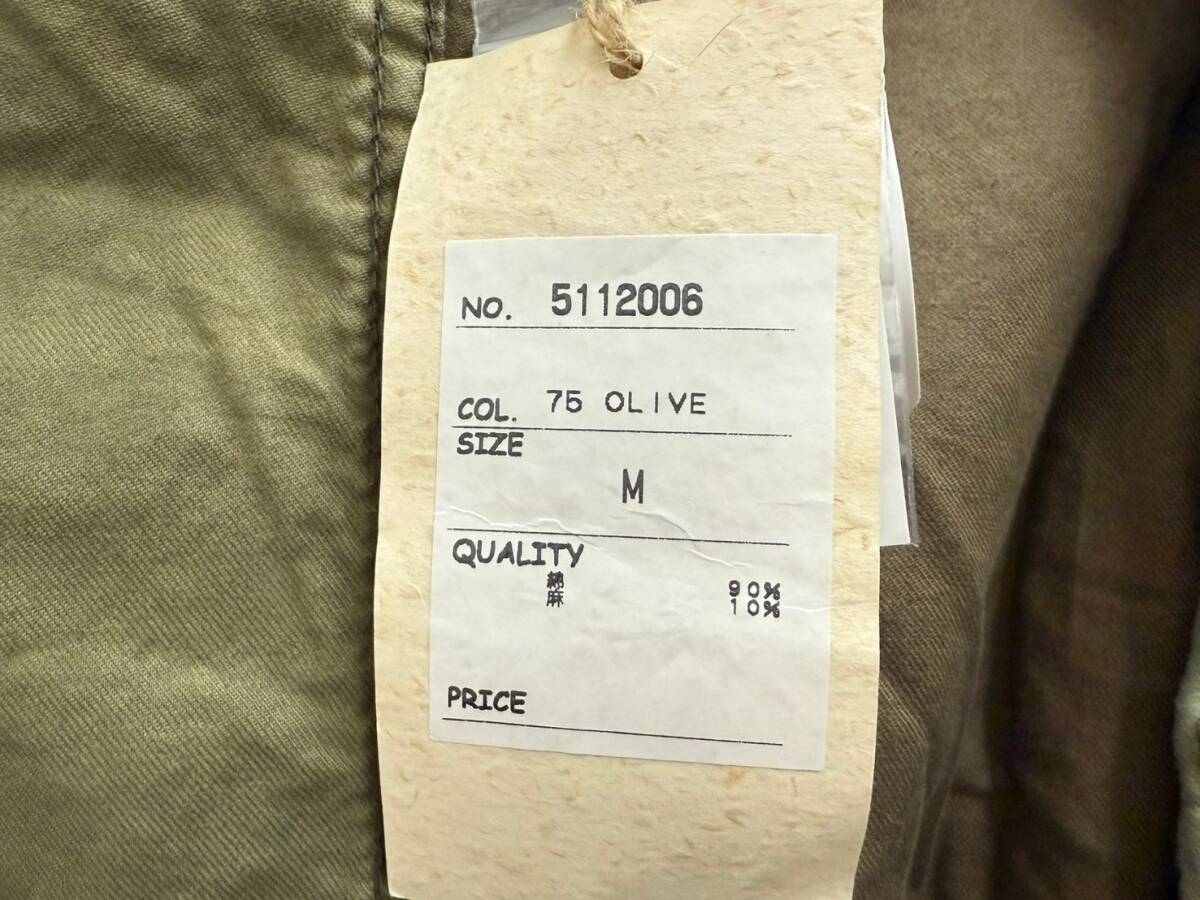 NO. 5112006
COL. 75 OLIVE
SIZE
M
QUALITY
綿 90%
麻 10%
PRICE